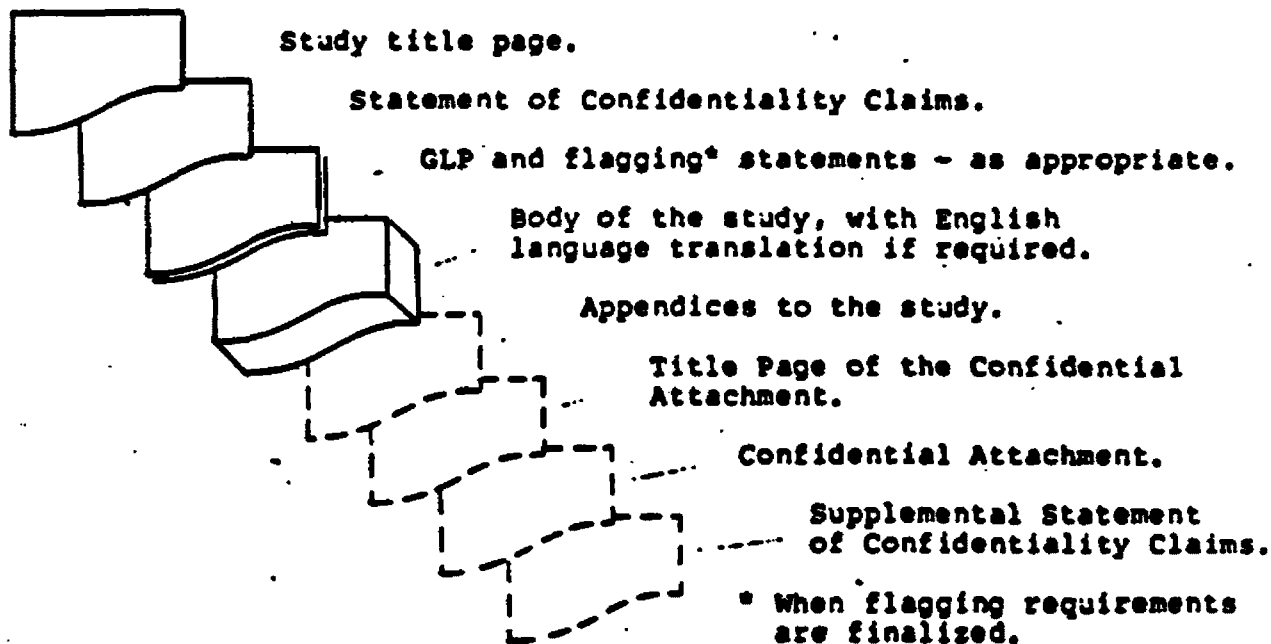 Study title page.
Statement of Confidentiality Claims.
GLP and flagging* statements - as appropriate.
Body of the study, with English
language translation if required.
Appendices to the study.
Title Page of the Confidential
Attachment.
Confidential Attachment.
Supplemental Statement
of Confidentiality Claims.
* When flagging requirements
are finalized.